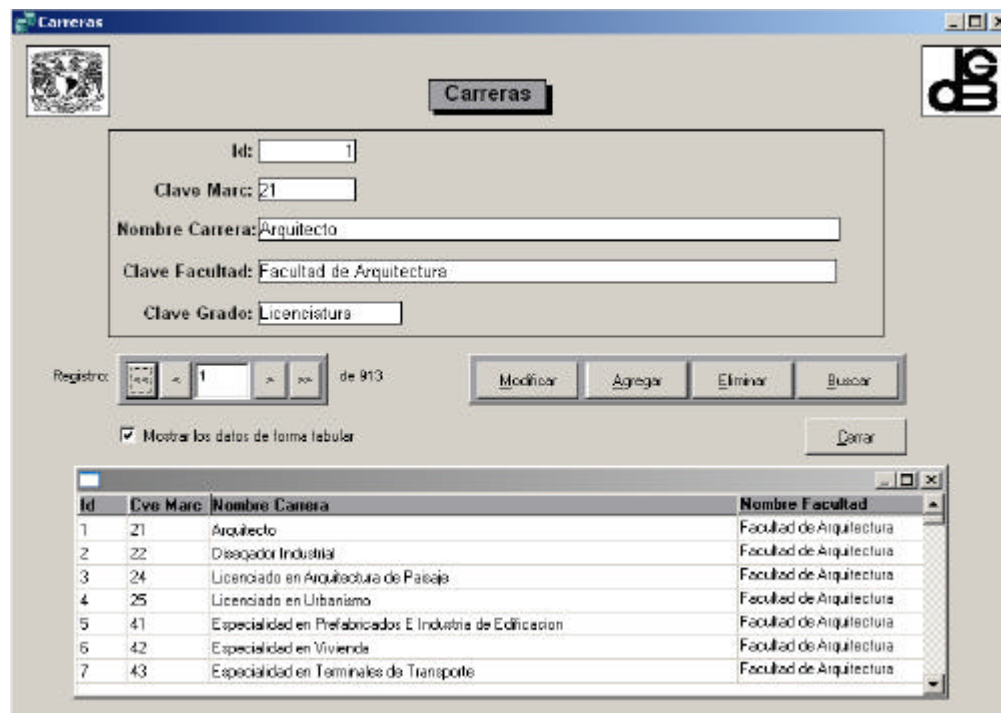 Carreras
Carreras
Id: 1
Clave Marc: 21
Nombre Carrera: Arquitecto
Clave Facultad: Facultad de Arquitectura
Clave Grado: Licenciatura
Registro: << < 1 > >> de 913
Modificar Agregar Eliminar Buscar
Mostrar los datos de forma tabular
Cerrar
Id Cve Marc Nombre Carrera Nombre Facultad
1 21 Arquitecto Facultad de Arquitectura
2 22 Disegador Industrial Facultad de Arquitectura
3 24 Licenciado en Arquitectura de Paisaje Facultad de Arquitectura
4 25 Licenciado en Urbanismo Facultad de Arquitectura
5 41 Especialidad en Prefabricados E Industria de Edificacion Facultad de Arquitectura
6 42 Especialidad en Vivienda Facultad de Arquitectura
7 43 Especialidad en Terminales de Transporte Facultad de Arquitectura